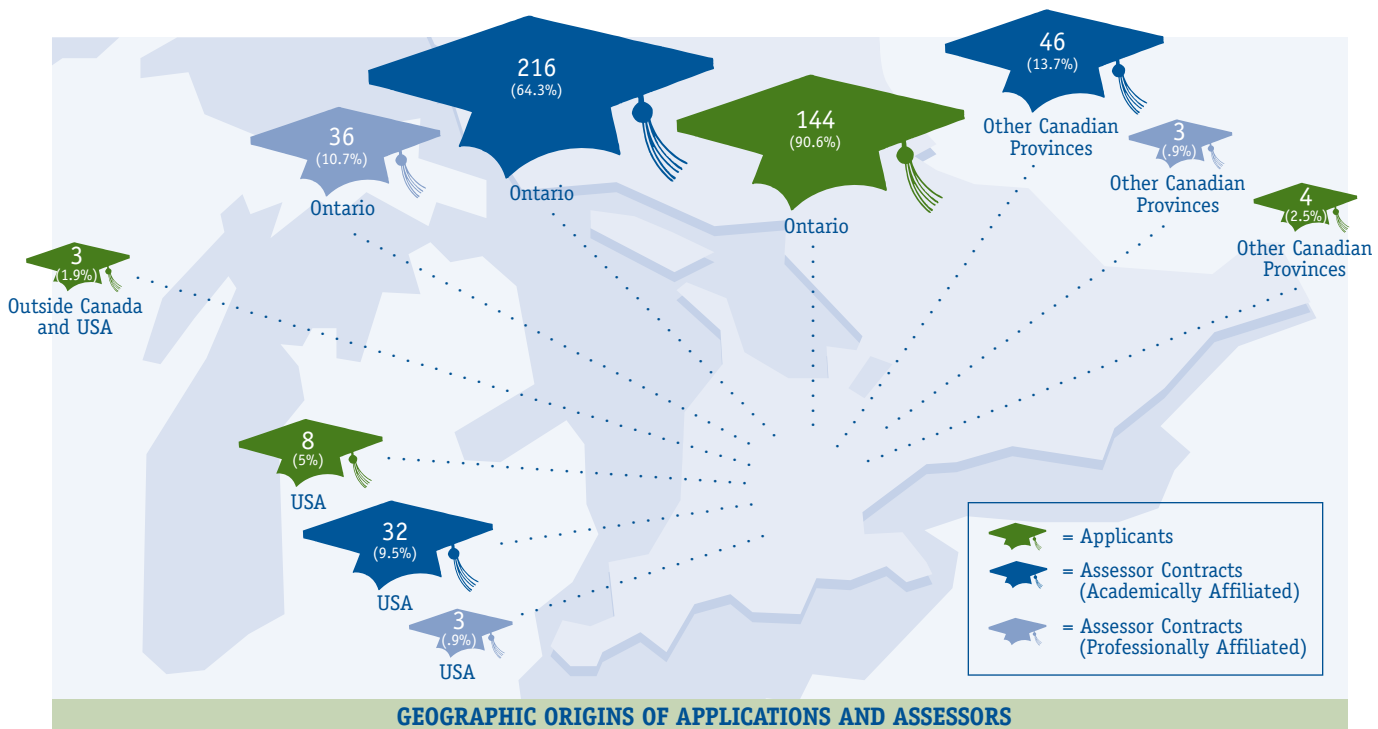 216
(64.3%)
Ontario
46
(13.7%)
Other Canadian
Provinces
36
(10.7%)
Ontario
144
(90.6%)
Ontario
3
(.9%)
Other Canadian
Provinces
4
(2.5%)
Other Canadian
Provinces
3
(1.9%)
Outside Canada
and USA
8
(5%)
USA
32
(9.5%)
USA
3
(.9%)
USA
= Applicants
= Assessor Contracts
(Academically Affiliated)
= Assessor Contracts
(Professionally Affiliated)
GEOGRAPHIC ORIGINS OF APPLICATIONS AND ASSESSORS